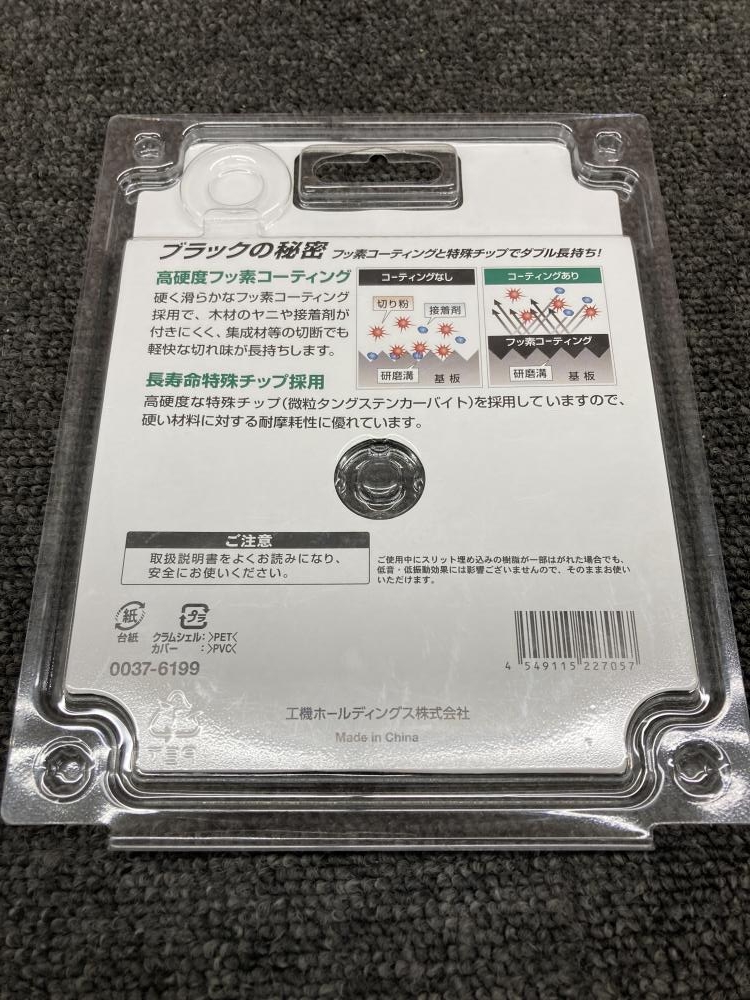 ブラックの秘密 フッ素コーティングと特殊チップでダブル長持ち!
高硬度フッ素コーティング
硬く滑らかなフッ素コーティング
採用で、木材のヤニや接着剤が
付きにくく、集成材等の切断でも
軽快な切れ味が長持ちします。
コーティングなし
切り粉
接着剤
研磨溝 基板
コーティングあり
フッ素コーティング
研磨溝 基板
長寿命特殊チップ採用
高硬度な特殊チップ(微粒タングステンカーバイト)を採用していますので、
硬い材料に対する耐摩耗性に優れています。
ご注意
取扱説明書をよくお読みになり、
安全にお使いください。
ご使用中にスリット埋め込みの樹脂が一部はがれた場合でも、
低音・低振動効果には影響ございませんので、そのままお使い
いただけます。
紙
台紙
プラ
クラムシェル:>PET<
カバー :>PVC<
0037-6199
4 549115 227057
工機ホールディングス株式会社
Made in China